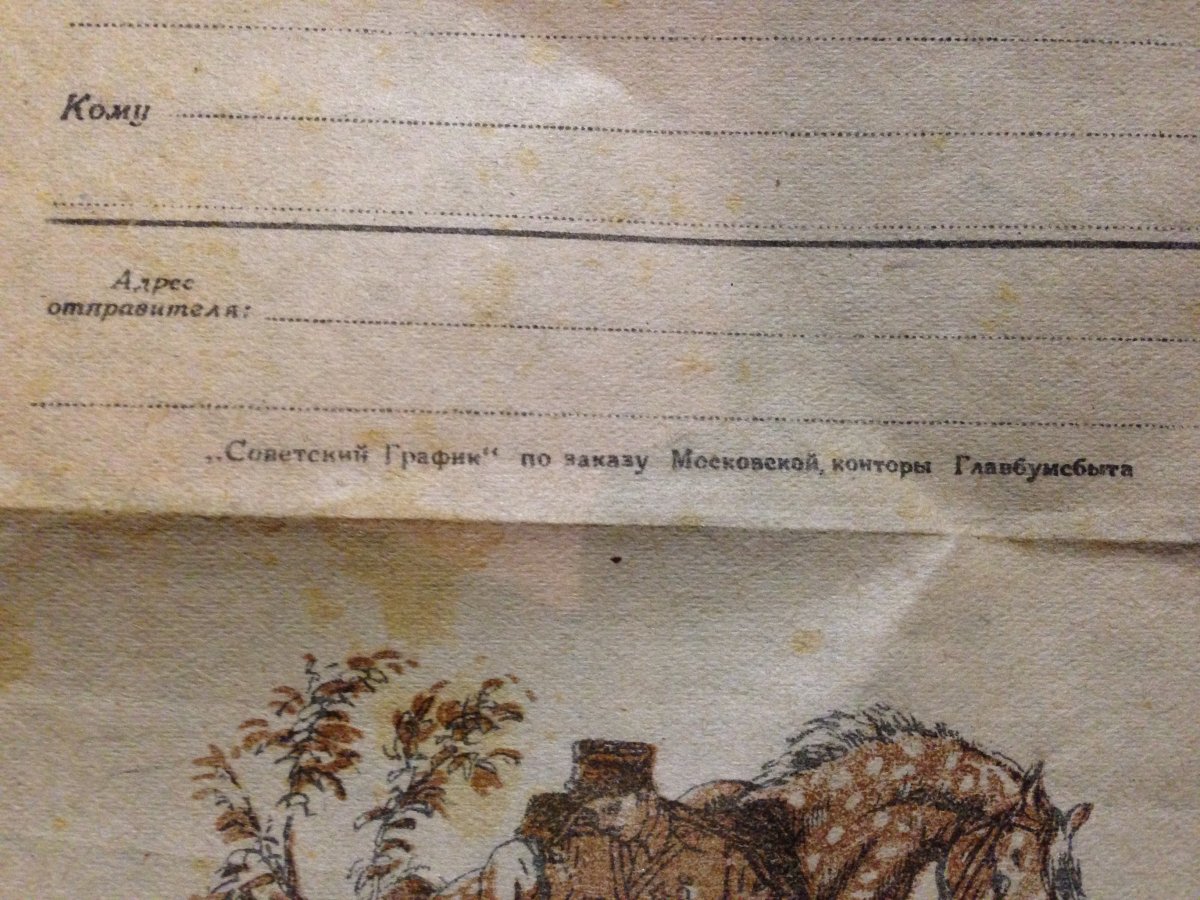 Кому
Адрес
отправителя:
„Советский График“ по заказу Московской конторы Главбумсбыта